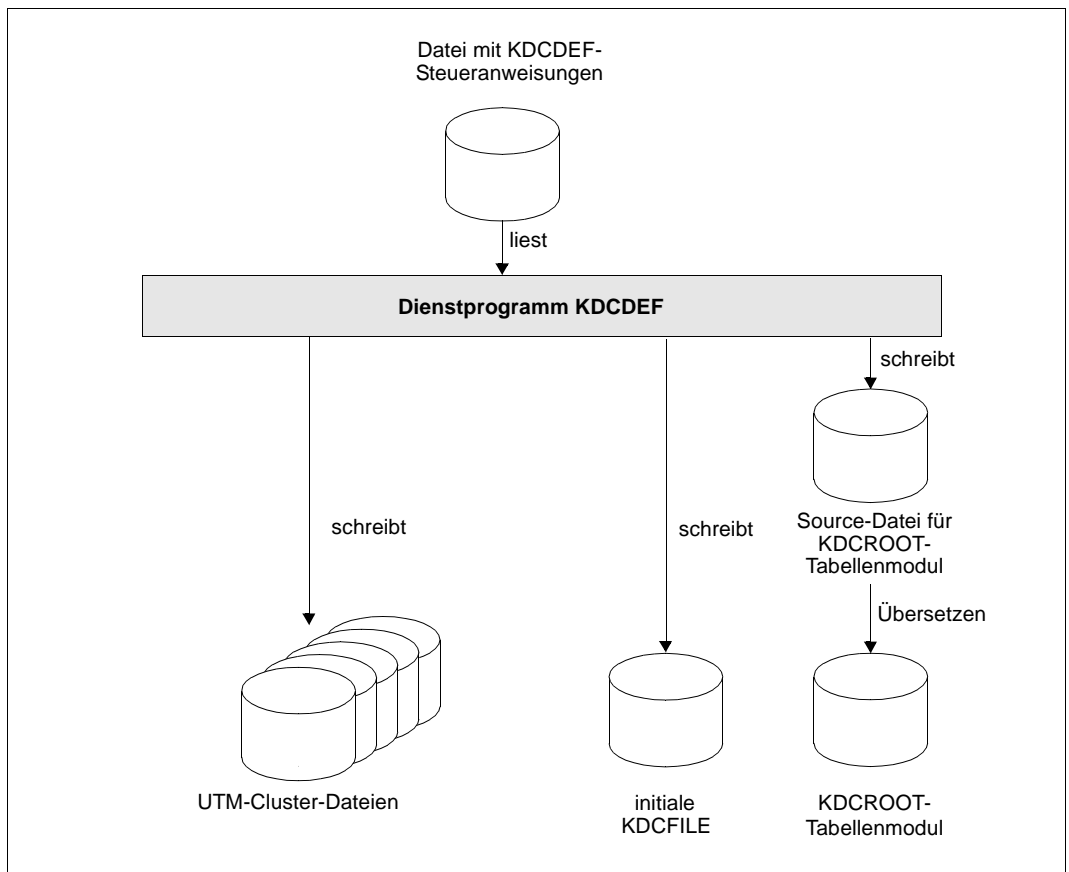 Datei mit KDCDEF-
Steueranweisungen
liest
Dienstprogramm KDCDEF
schreibt
schreibt
schreibt
Source-Datei für
KDCROOT-
Tabellenmodul
Übersetzen
UTM-Cluster-Dateien
initiale
KDCFILE
KDCROOT-
Tabellenmodul